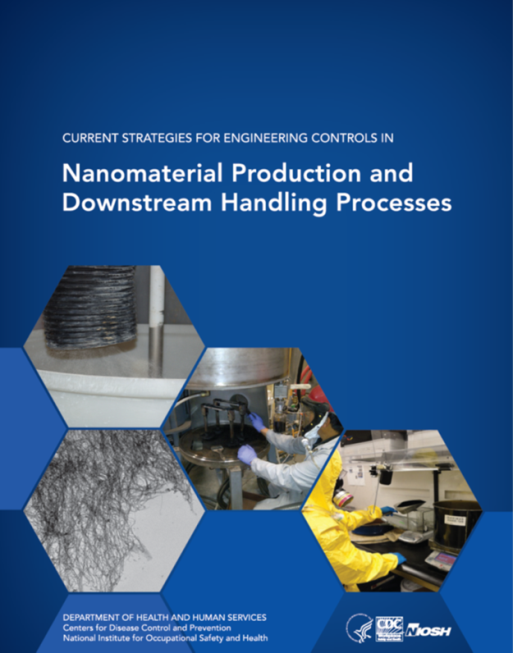 CURRENT STRATEGIES FOR ENGINEERING CONTROLS IN
Nanomaterial Production and
Downstream Handling Processes
DEPARTMENT OF HEALTH AND HUMAN SERVICES
Centers for Disease Control and Prevention
National Institute for Occupational Safety and Health
CDC
NIOSH